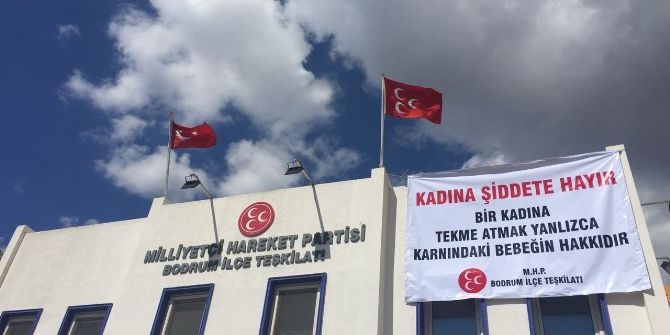 MİLLİYETÇİ HAREKET PARTİSİ
BODRUM İLÇE TEŞKİLATI
KADINA ŞİDDETE HAYIR
BİR KADINA
TEKME ATMAK YANLIZCA
KARNINDAKİ BEBEĞİN HAKKIDIR
M.H.P.
BODRUM İLÇE TEŞKİLATI